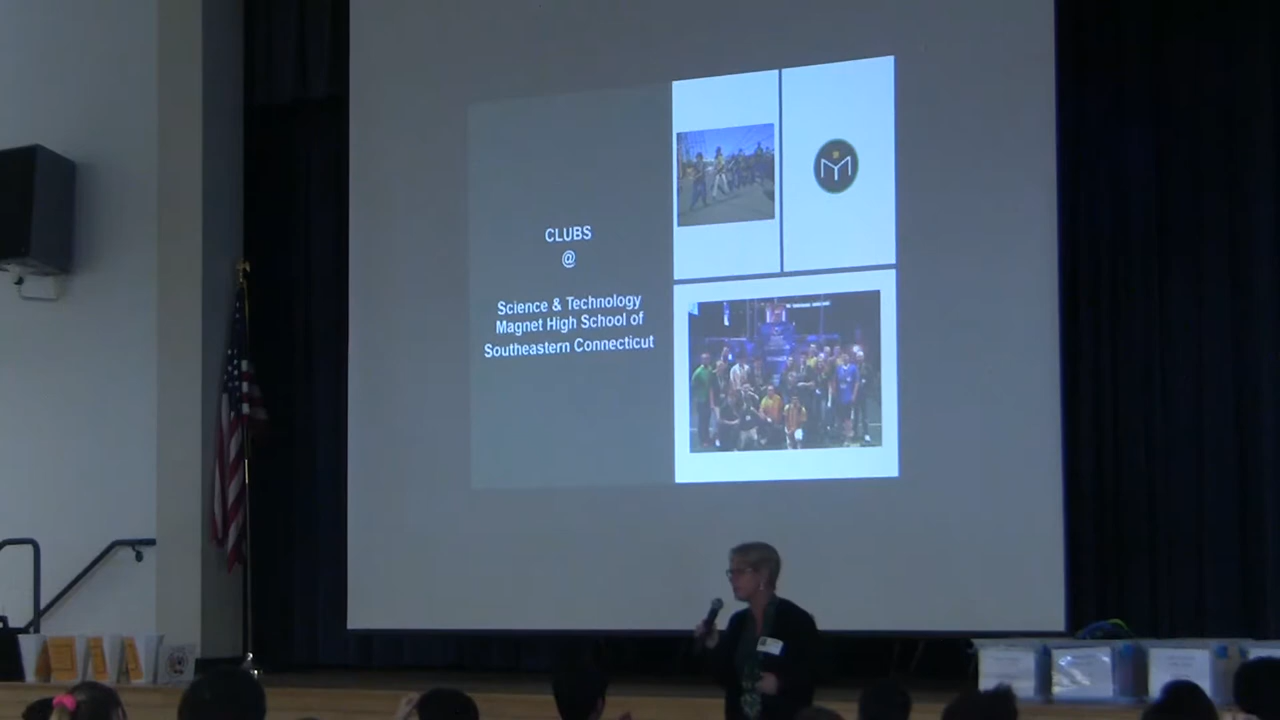 CLUBS
@
Science & Technology
Magnet High School of
Southeastern Connecticut